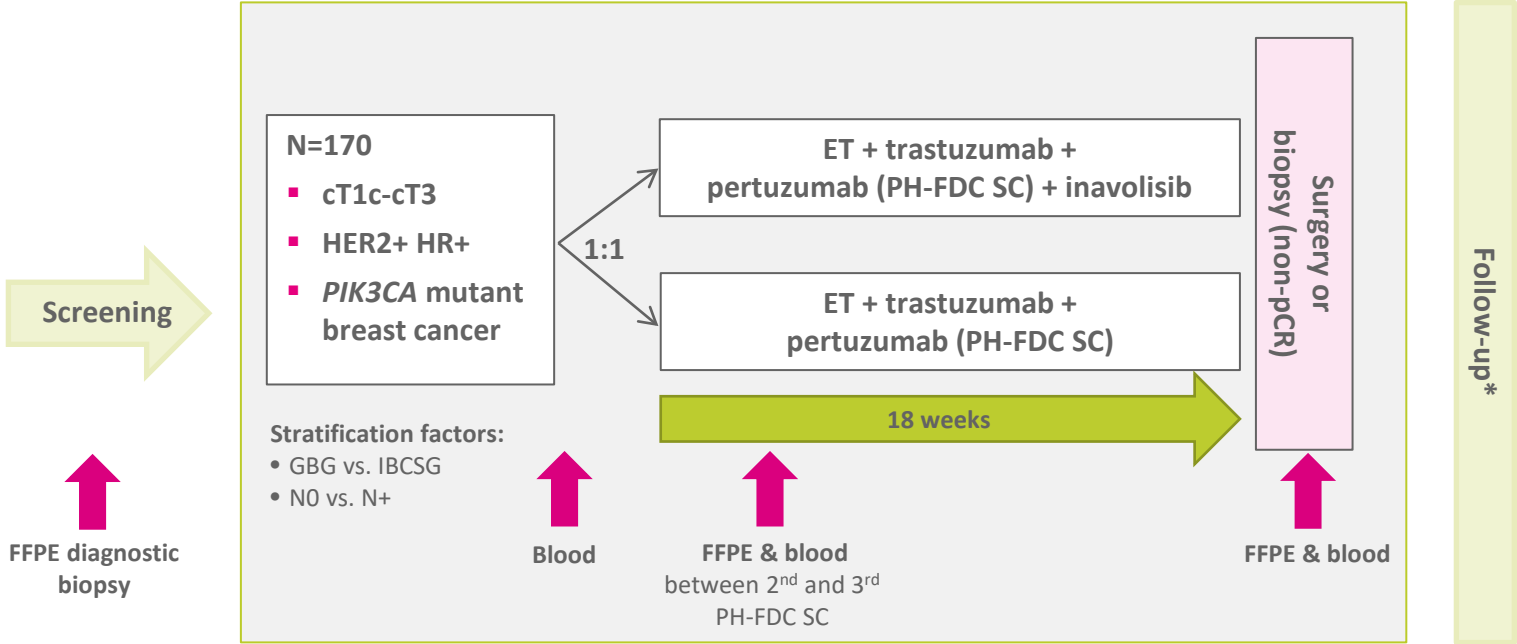 Screening
FFPE diagnostic
biopsy
N=170
▪ cT1c-cT3
▪ HER2+ HR+
▪ PIK3CA mutant
breast cancer
Stratification factors:
• GBG vs. IBCSG
• N0 vs. N+
1:1
ET + trastuzumab +
pertuzumab (PH-FDC SC) + inavolisib
ET + trastuzumab +
pertuzumab (PH-FDC SC)
18 weeks
Blood
FFPE & blood
between 2nd and 3rd
PH-FDC SC
Surgery or
biopsy (non-pCR)
FFPE & blood
Follow-up*